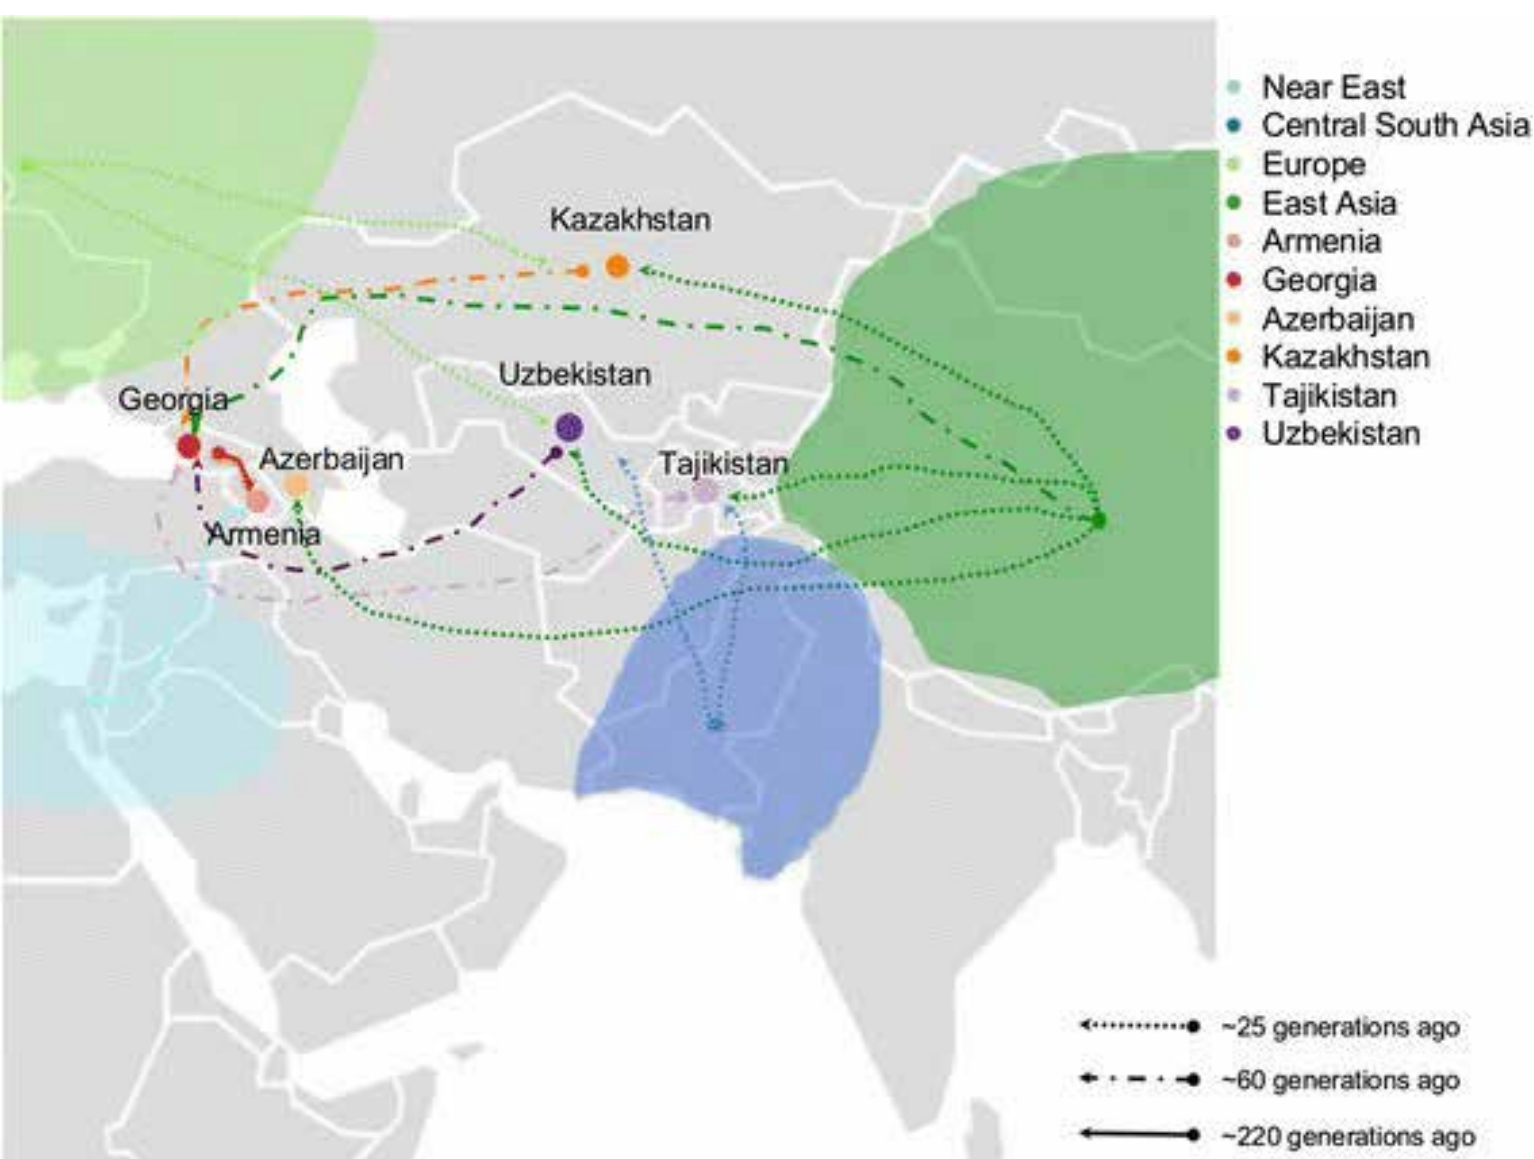 Near East
Central South Asia
Europe
East Asia
Armenia
Georgia
Azerbaijan
Kazakhstan
Tajikistan
Uzbekistan
Kazakhstan
Uzbekistan
Georgia
Azerbaijan
Tajikistan
Armenia
~25 generations ago
~60 generations ago
~220 generations ago